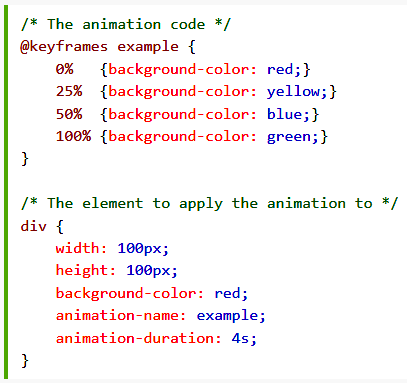 /* The animation code */
@keyframes example {
    0%   {background-color: red;}
    25%  {background-color: yellow;}
    50%  {background-color: blue;}
    100% {background-color: green;}
}

/* The element to apply the animation to */
div {
    width: 100px;
    height: 100px;
    background-color: red;
    animation-name: example;
    animation-duration: 4s;
}